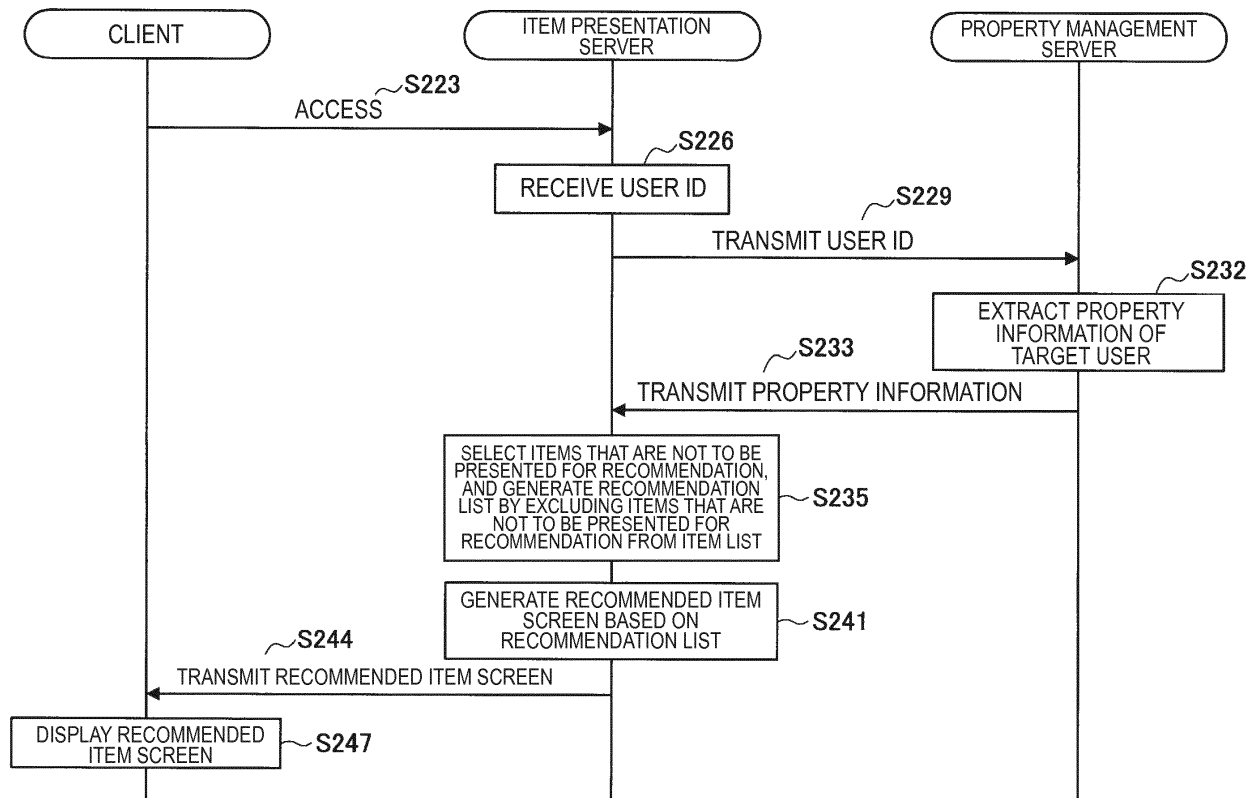 CLIENT
ITEM PRESENTATION
SERVER
PROPERTY MANAGEMENT
SERVER
S223
ACCESS
S226
RECEIVE USER ID
S229
TRANSMIT USER ID
S232
EXTRACT PROPERTY
INFORMATION OF
TARGET USER
S233
TRANSMIT PROPERTY INFORMATION
SELECT ITEMS THAT ARE NOT TO BE
PRESENTED FOR RECOMMENDATION,
AND GENERATE RECOMMENDATION
LIST BY EXCLUDING ITEMS THAT ARE
NOT TO BE PRESENTED FOR
RECOMMENDATION FROM ITEM LIST
S235
GENERATE RECOMMENDED ITEM
SCREEN BASED ON
RECOMMENDATION LIST
S241
S244
TRANSMIT RECOMMENDED ITEM SCREEN
DISPLAY RECOMMENDED
ITEM SCREEN
S247